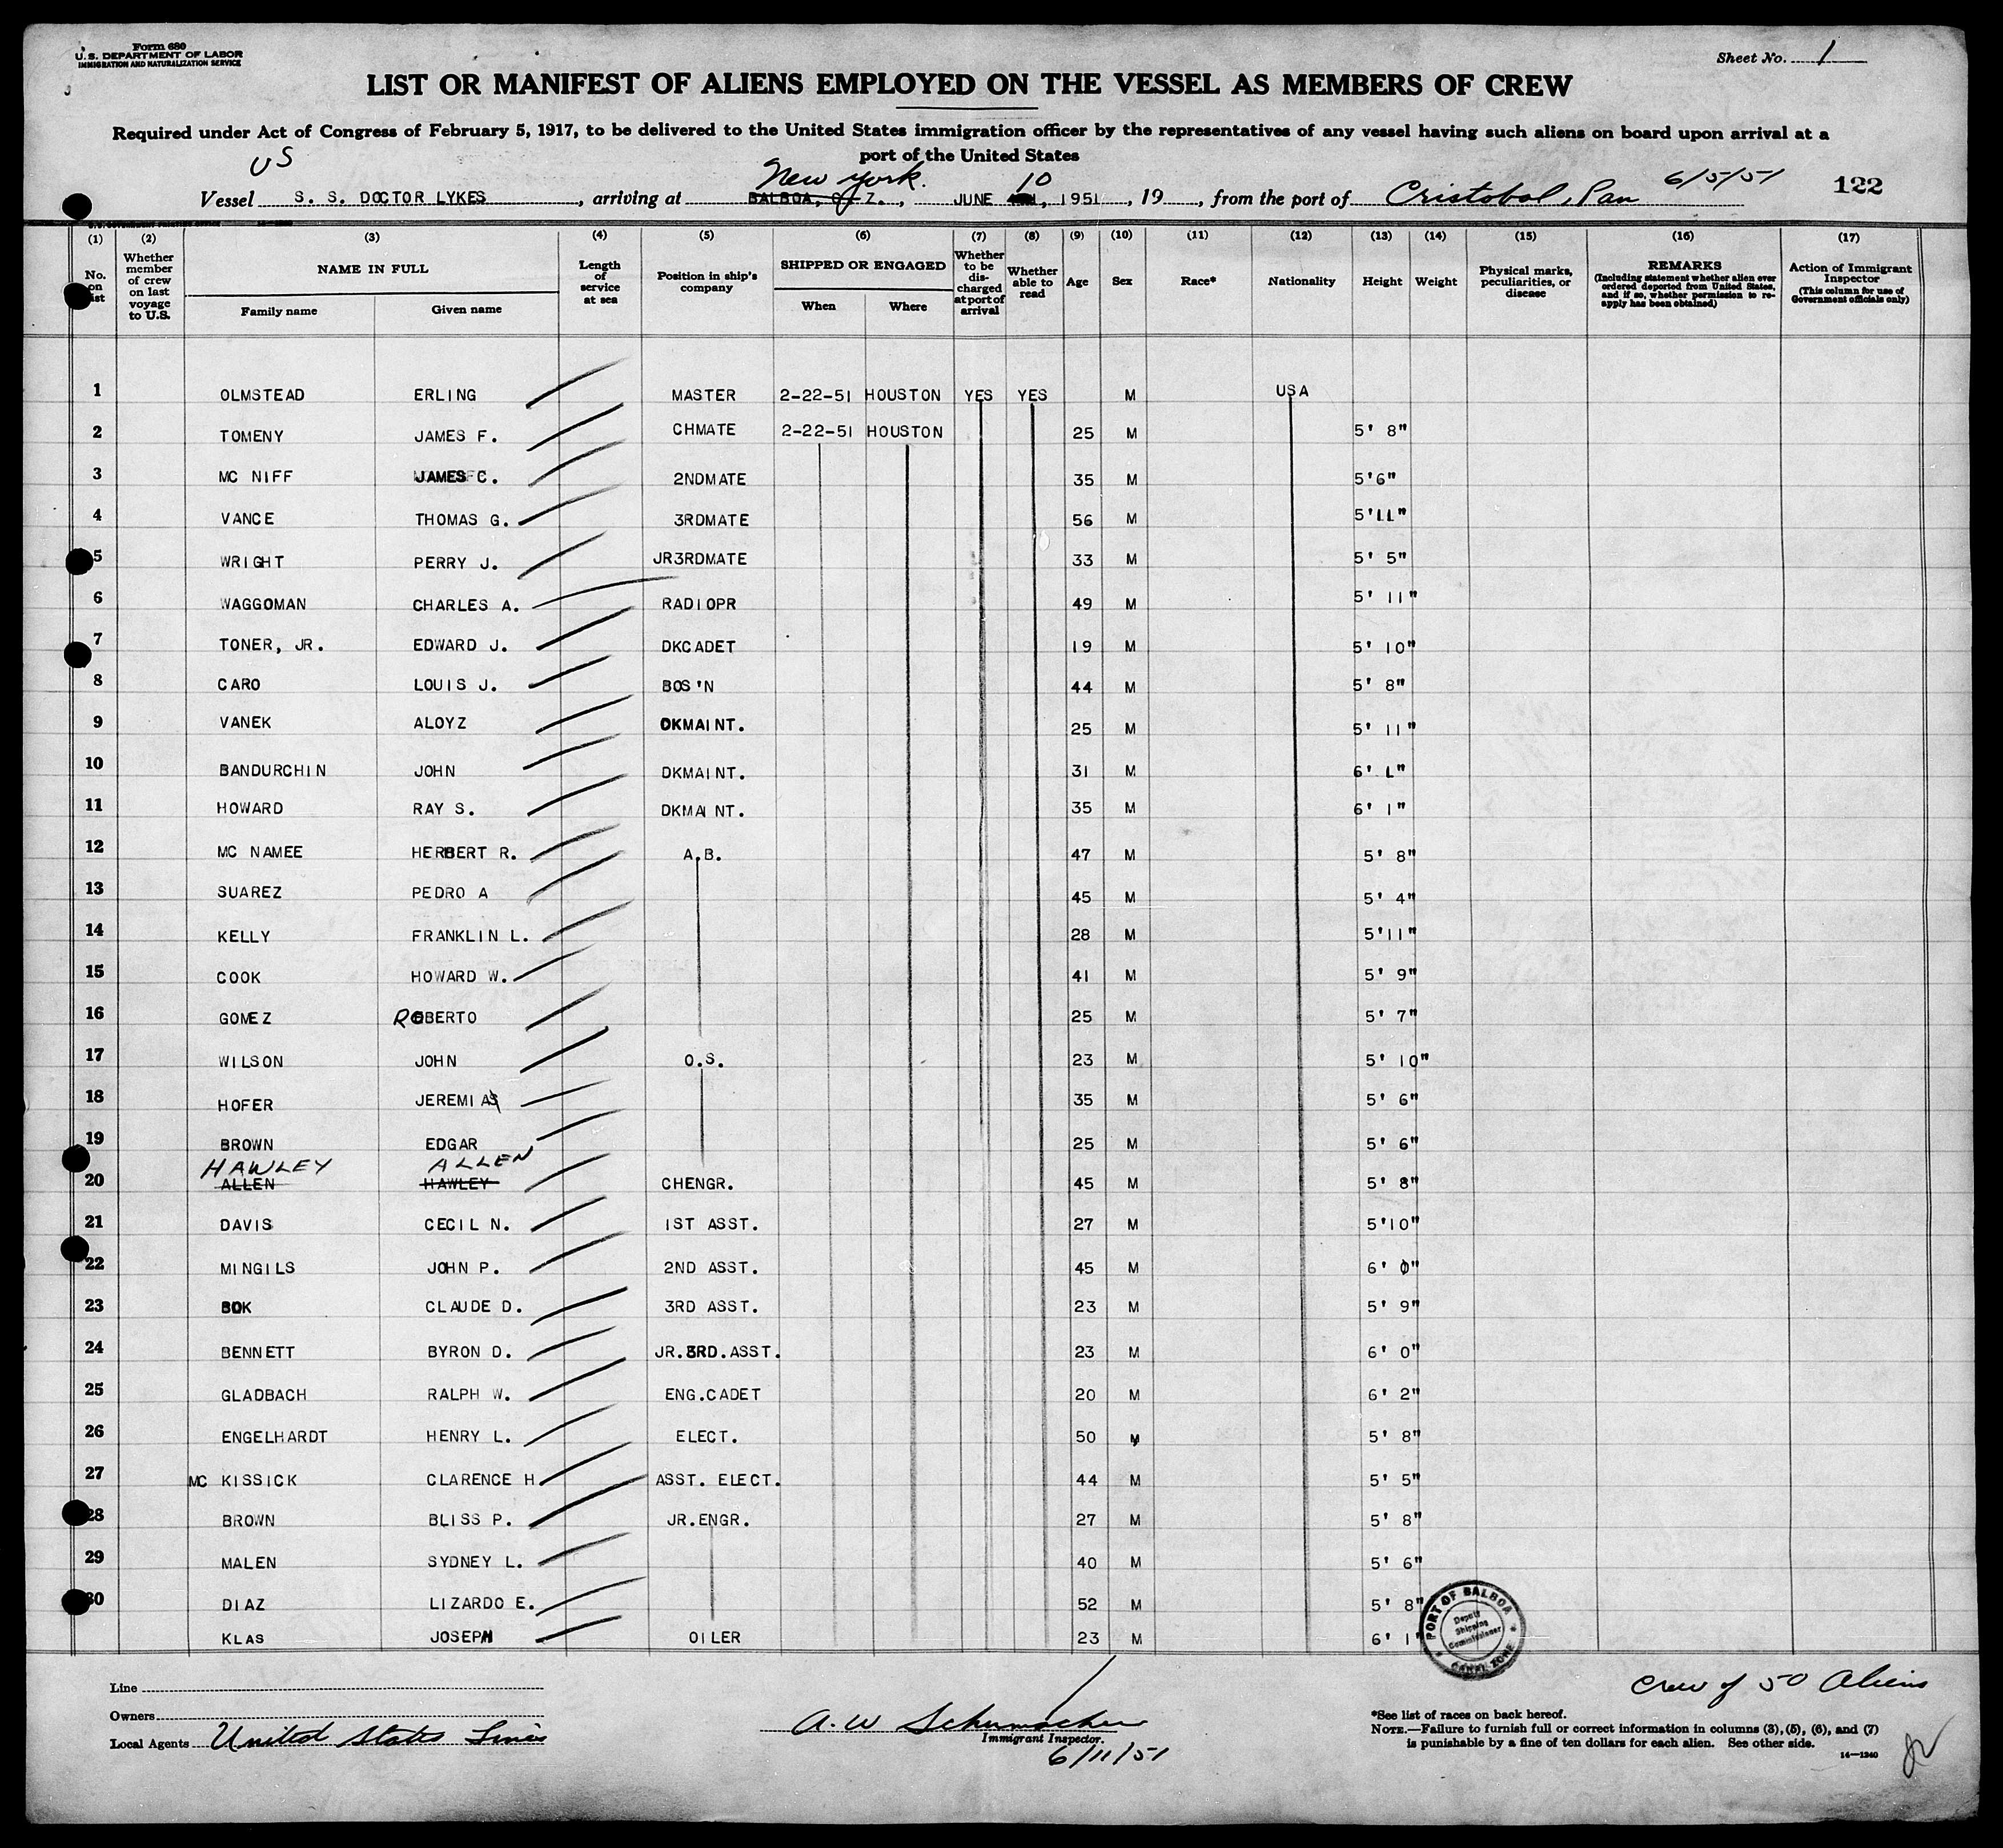 Form 680
U. S. DEPARTMENT OF LABOR
IMMIGRATION AND NATURALIZATION SERVICE
Sheet No. 1
LIST OR MANIFEST OF ALIENS EMPLOYED ON THE VESSEL AS MEMBERS OF CREW
Required under Act of Congress of February 5, 1917, to be delivered to the United States immigration officer by the representatives of any vessel having such aliens on board upon arrival at a
port of the United States
US
New York. 10 6/5/51
Vessel S. S. DOCTOR LYKES, arriving at BALBOA, C. Z., JUNE , 1951, 19, from the port of Cristobal, Pan 122
(1) (2) (3) (4) (5) (6) (7) (8) (9) (10) (11) (12) (13) (14) (15) (16) (17)
No. on list
Whether member of crew on last voyage to U.S.
NAME IN FULL
Family name Given name
Length of service at sea
Position in ship's company
SHIPPED OR ENGAGED
When Where
Whether to be discharged at port of arrival
Whether able to read
Age
Sex
Race*
Nationality
Height
Weight
Physical marks, peculiarities, or disease
REMARKS
(Including statement whether alien ever ordered deported from United States, and if so, whether permission to re-apply has been obtained)
Action of Immigrant Inspector
(This column for use of Government officials only)
1 OLMSTEAD ERLING MASTER 2-22-51 HOUSTON YES YES M USA
2 TOMENY JAMES F. CHMATE 2-22-51 HOUSTON 25 M 5' 8"
3 MC NIFF JAMES C. 2NDMATE 35 M 5'6"
4 VANCE THOMAS G. 3RDMATE 56 M 5'11"
5 WRIGHT PERRY J. JR3RDMATE 33 M 5' 5"
6 WAGGOMAN CHARLES A. RADIOPR 49 M 5' 11"
7 TONER, JR. EDWARD J. DKCADET 19 M 5' 10"
8 CARO LOUIS J. BOS'N 44 M 5' 8"
9 VANEK ALOYZ DKMAINT. 25 M 5' 11"
10 BANDURCHIN JOHN DKMAINT. 31 M 6' L"
11 HOWARD RAY S. DKMAINT. 35 M 6' 1"
12 MC NAMEE HERBERT R. A.B. 47 M 5' 8"
13 SUAREZ PEDRO A 45 M 5' 4"
14 KELLY FRANKLIN L. 28 M 5'11"
15 COOK HOWARD W. 41 M 5' 9"
16 GOMEZ ROBERTO 25 M 5' 7"
17 WILSON JOHN O.S. 23 M 5' 10"
18 HOFER JEREMIAS 35 M 5' 6"
19 BROWN EDGAR 25 M 5' 6"
HAWLEY ALLEN
20 ALLEN HAWLEY CHENGR. 45 M 5' 8"
21 DAVIS CECIL N. 1ST ASST. 27 M 5'10"
22 MINGILS JOHN P. 2ND ASST. 45 M 6' 0"
23 BOK CLAUDE D. 3RD ASST. 23 M 5' 9"
24 BENNETT BYRON D. JR.3RD.ASST. 23 M 6' 0"
25 GLADBACH RALPH W. ENG.CADET 20 M 6' 2"
26 ENGELHARDT HENRY L. ELECT. 50 M 5' 8"
27 MC KISSICK CLARENCE H. ASST. ELECT. 44 M 5' 5"
28 BROWN BLISS P. JR.ENGR. 27 M 5' 8"
29 MALEN SYDNEY L. 40 M 5' 6"
30 DIAZ LIZARDO E. 52 M 5' 8"
KLAS JOSEPH OILER 23 M 6' 1"
PORT OF BALBOA
Deputy Shipping Commissioner
CANAL ZONE
Line
Owners
Local Agents United States Lines
A. W Schumacher
Immigrant Inspector.
6/11/51
crew of 50 Aliens
*See list of races on back hereof.
NOTE.—Failure to furnish full or correct information in columns (3), (5), (6), and (7)
is punishable by a fine of ten dollars for each alien. See other side.
14—1240